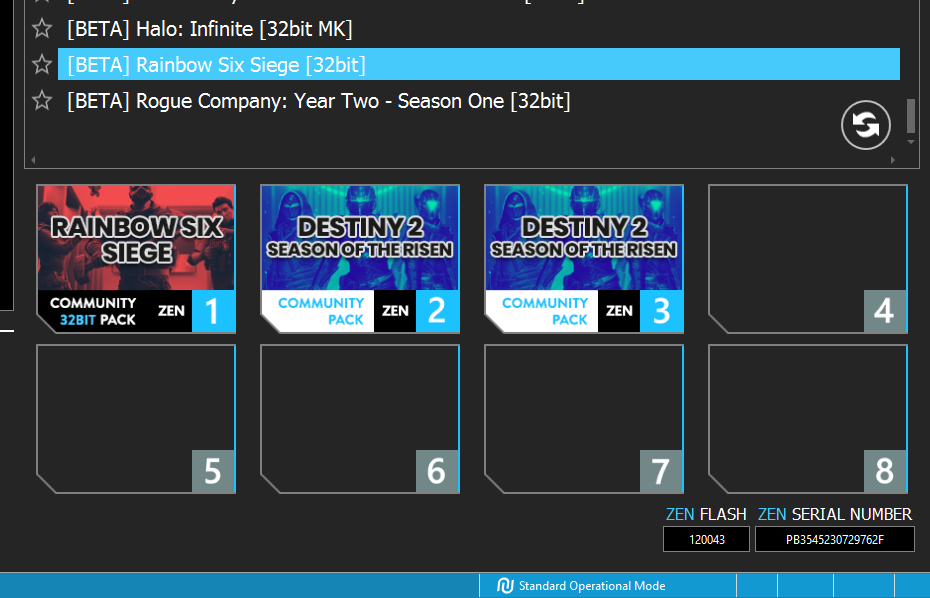 [BETA] Halo: Infinite [32bit MK]
[BETA] Rainbow Six Siege [32bit]
[BETA] Rogue Company: Year Two - Season One [32bit]
RAINBOW SIX
SIEGE
COMMUNITY
32BIT PACK
ZEN
1
DESTINY 2
SEASON OF THE RISEN
COMMUNITY
PACK
ZEN
2
DESTINY 2
SEASON OF THE RISEN
COMMUNITY
PACK
ZEN
3
4
5
6
7
8
ZEN FLASH
120043
ZEN SERIAL NUMBER
PB3545230729762F
Standard Operational Mode